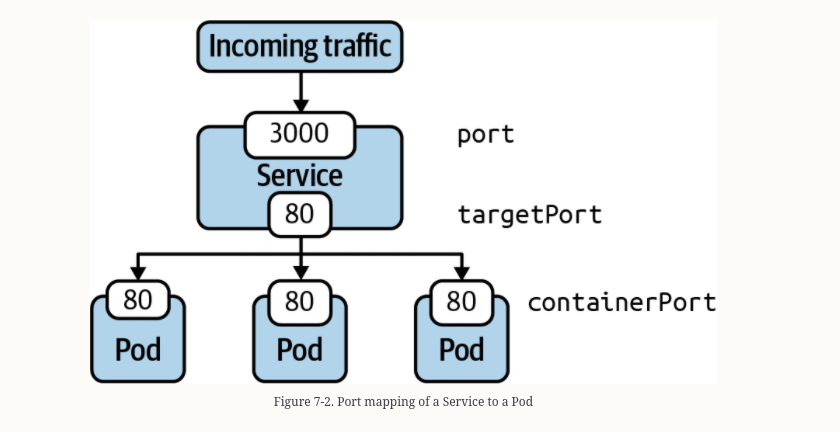 Incoming traffic
3000
port
Service
80
targetPort
80
80
80
containerPort
Pod
Pod
Pod
Figure 7-2. Port mapping of a Service to a Pod